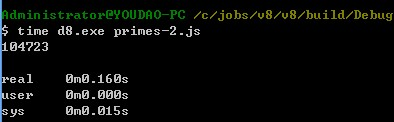 Administrator@YOUDAO-PC /c/jobs/v8/v8/build/Debug
$ time d8.exe primes-2.js
104723
real 0m0.160s
user 0m0.000s
sys 0m0.015s